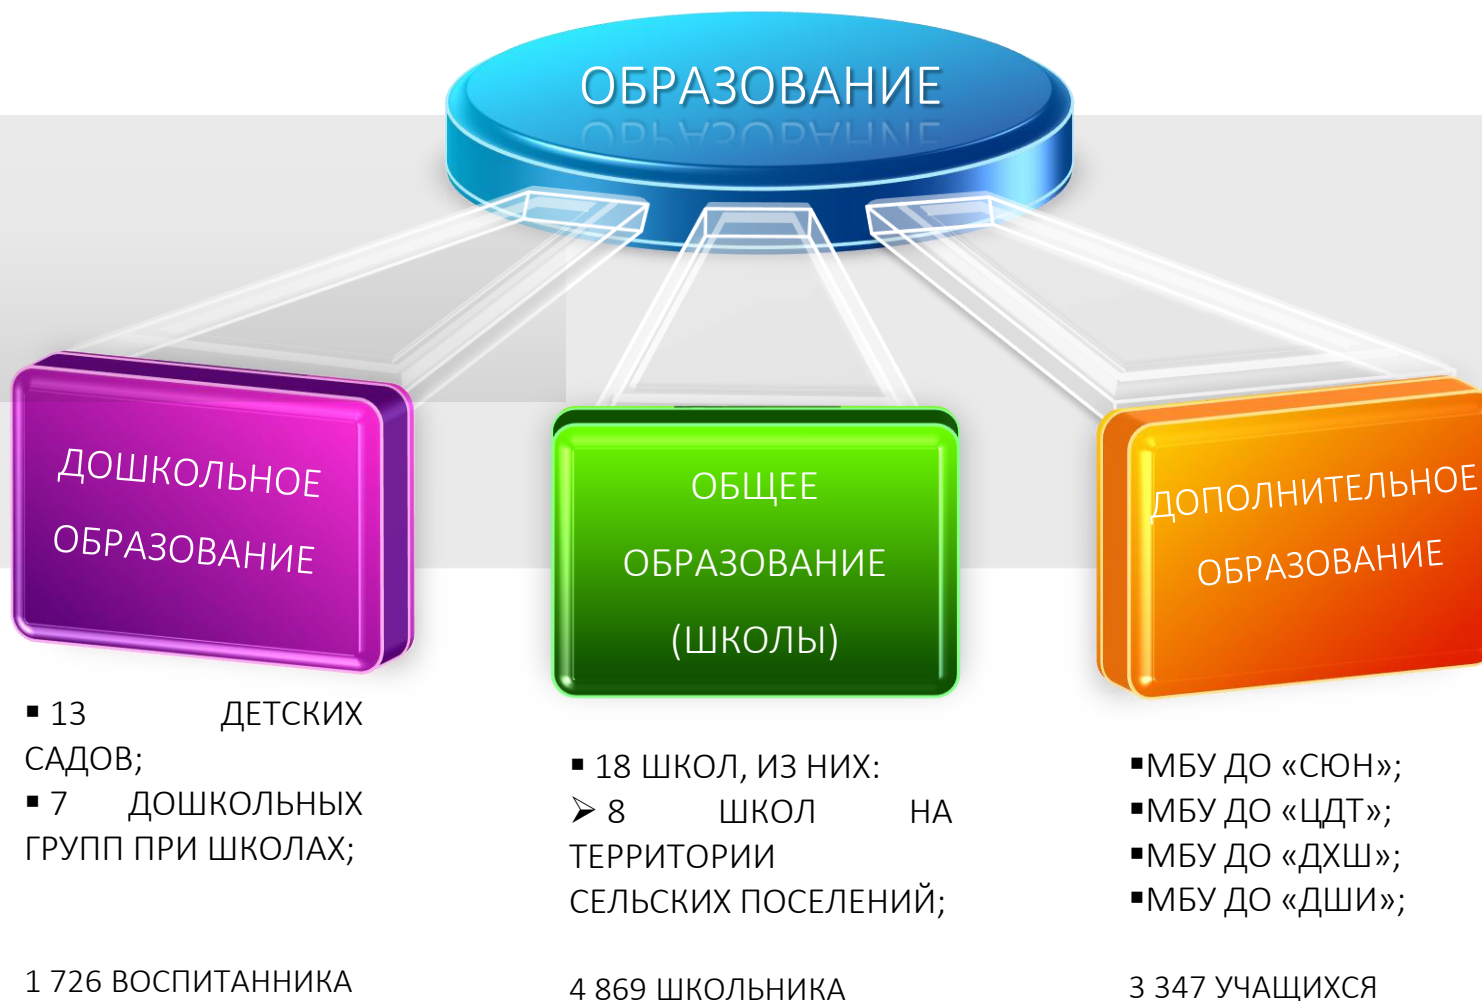 ОБРАЗОВАНИЕ
ДОШКОЛЬНОЕ
ОБРАЗОВАНИЕ
ОБЩЕЕ
ОБРАЗОВАНИЕ
(ШКОЛЫ)
ДОПОЛНИТЕЛЬНОЕ
ОБРАЗОВАНИЕ
▪ 13 ДЕТСКИХ
САДОВ;
▪ 7 ДОШКОЛЬНЫХ
ГРУПП ПРИ ШКОЛАХ;
1 726 ВОСПИТАННИКА
▪ 18 ШКОЛ, ИЗ НИХ:
➢ 8 ШКОЛ НА
ТЕРРИТОРИИ
СЕЛЬСКИХ ПОСЕЛЕНИЙ;
4 869 ШКОЛЬНИКА
▪МБУ ДО «СЮН»;
▪МБУ ДО «ЦДТ»;
▪МБУ ДО «ДХШ»;
▪МБУ ДО «ДШИ»;
3 347 УЧАЩИХСЯ